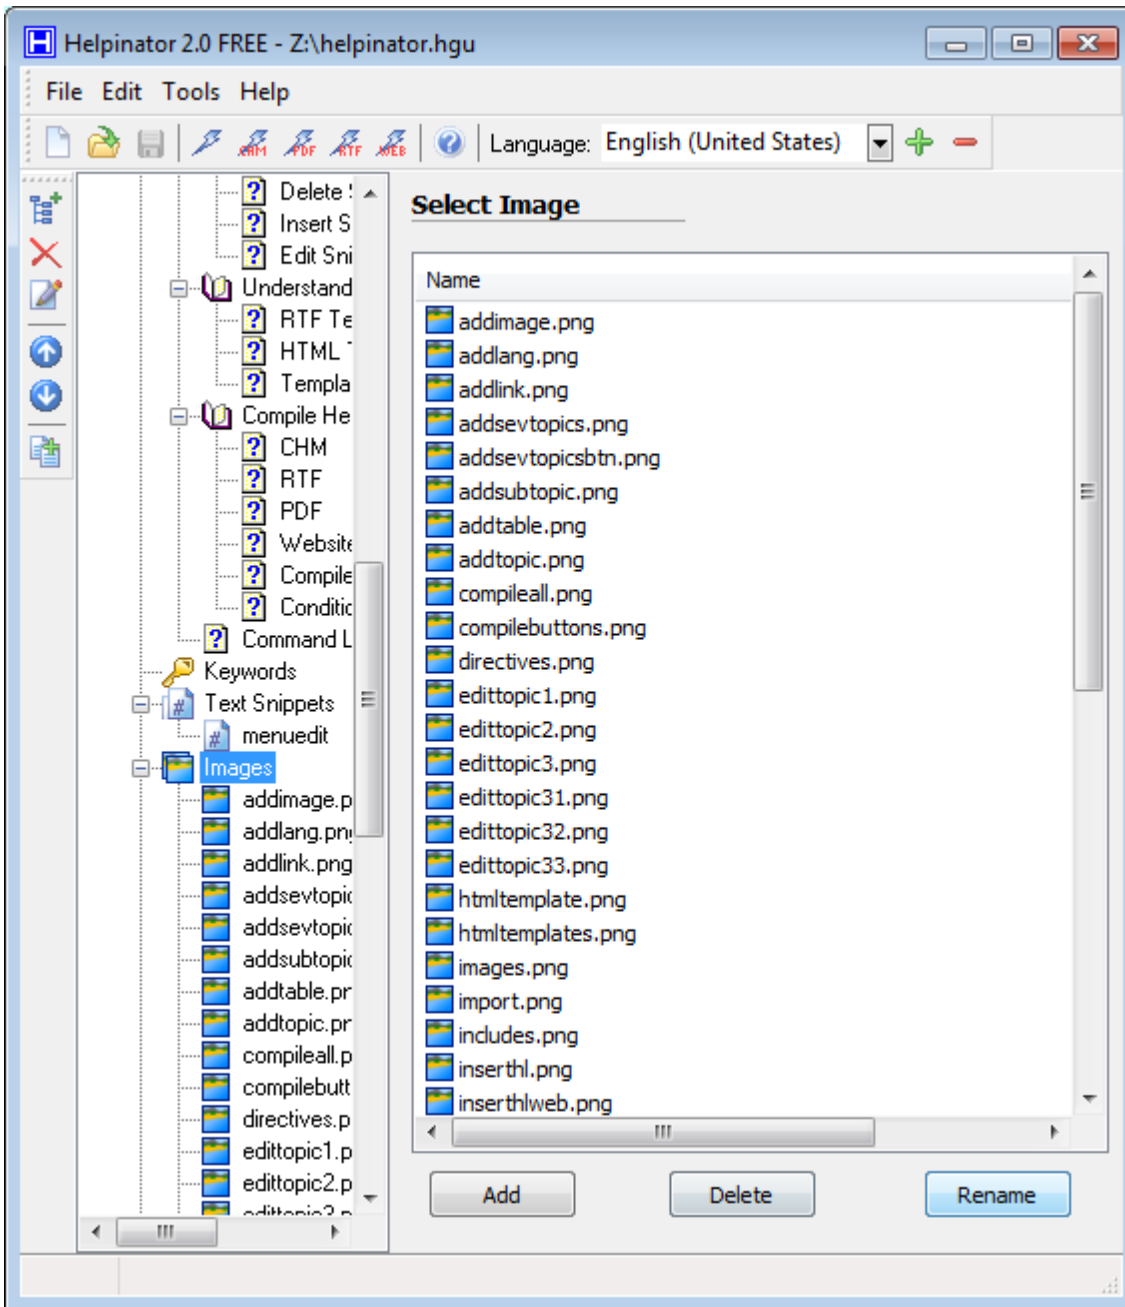 Helpinator 2.0 FREE - Z:\helpinator.hgu
File Edit Tools Help
CHM PDF RTF WEB Language: English (United States)
Delete S
Insert S
Edit Sni
Understand
RTF Te
HTML T
Templa
Compile He
CHM
RTF
PDF
Website
Compile
Conditic
Command L
Keywords
# Text Snippets
# menuedit
Images
addimage.p
addlang.pn
addlink.png
addsevtopic
addsevtopic
addsubtopic
addtable.pr
addtopic.pr
compileall.p
compilebutt
directives.p
edittopic1.p
edittopic2.p
edittopic3.p
Select Image
Name
addimage.png
addlang.png
addlink.png
addsevtopics.png
addsevtopicsbtn.png
addsubtopic.png
addtable.png
addtopic.png
compileall.png
compilebuttons.png
directives.png
edittopic1.png
edittopic2.png
edittopic3.png
edittopic31.png
edittopic32.png
edittopic33.png
htmltemplate.png
htmltemplates.png
images.png
import.png
includes.png
inserthl.png
inserthlweb.png
Add Delete Rename